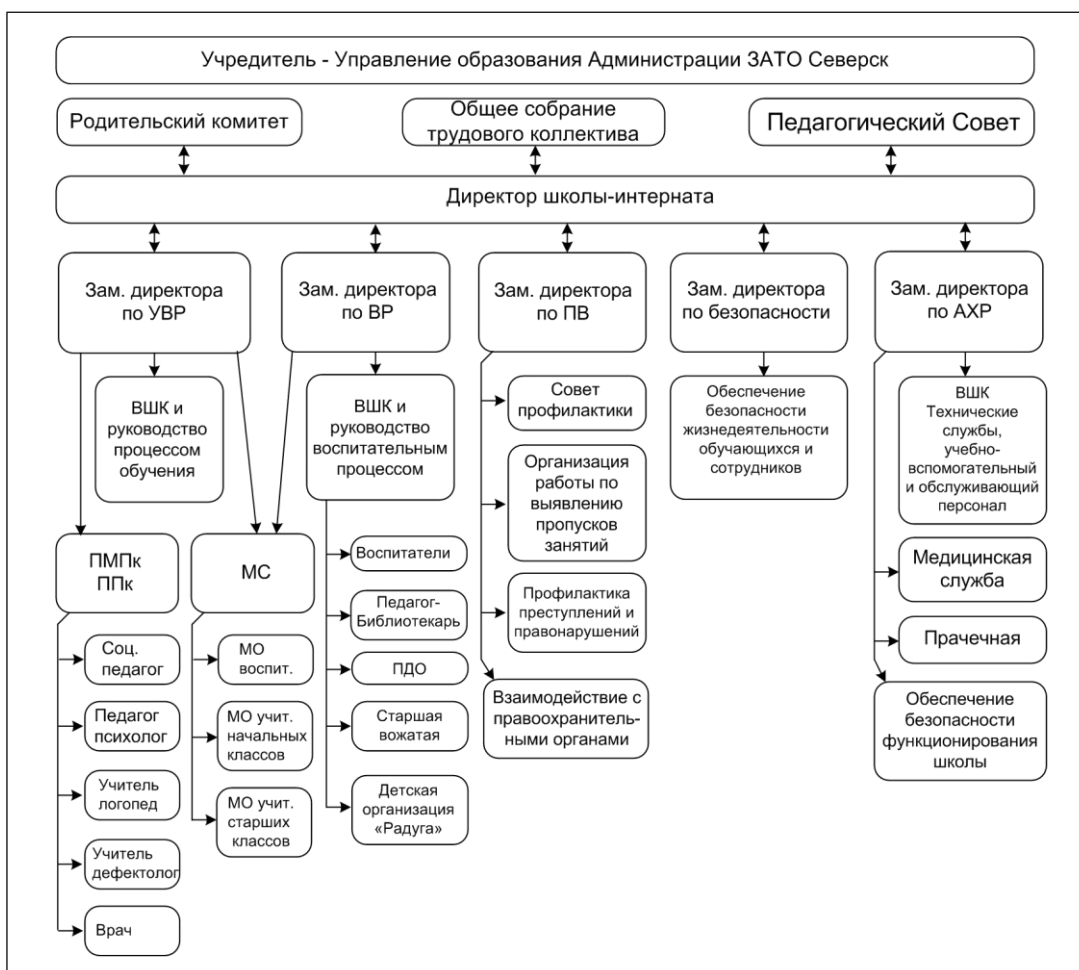 Учредитель - Управление образования Администрации ЗАТО Северск
Родительский комитет
Общее собрание
трудового коллектива
Педагогический Совет
Директор школы-интерната
Зам. директора
по УВР
Зам. директора
по ВР
Зам. директора
по ПВ
Зам. директора
по безопасности
Зам. директора
по АХР
ВШК и
руководство
процессом
обучения
ВШК и
руководство
воспитательным
процессом
Совет
профилактики
Организация
работы по
выявлению
пропусков
занятий
Профилактика
преступлений и
правонарушений
Взаимодействие с
правоохранитель-
ными органами
Обеспечение
безопасности
жизнедеятельности
обучающихся и
сотрудников
ВШК
Технические
службы,
учебно-
вспомогательный
и обслуживающий
персонал
Медицинская
служба
Прачечная
Обеспечение
безопасности
функционирования
школы
ПМПк
ППк
МС
Соц.
педагог
Педагог
психолог
Учитель
логопед
Учитель
дефектолог
Врач
МО
воспит.
МО учит.
начальных
классов
МО учит.
старших
классов
Воспитатели
Педагог-
Библиотекарь
ПДО
Старшая
вожатая
Детская
организация
«Радуга»